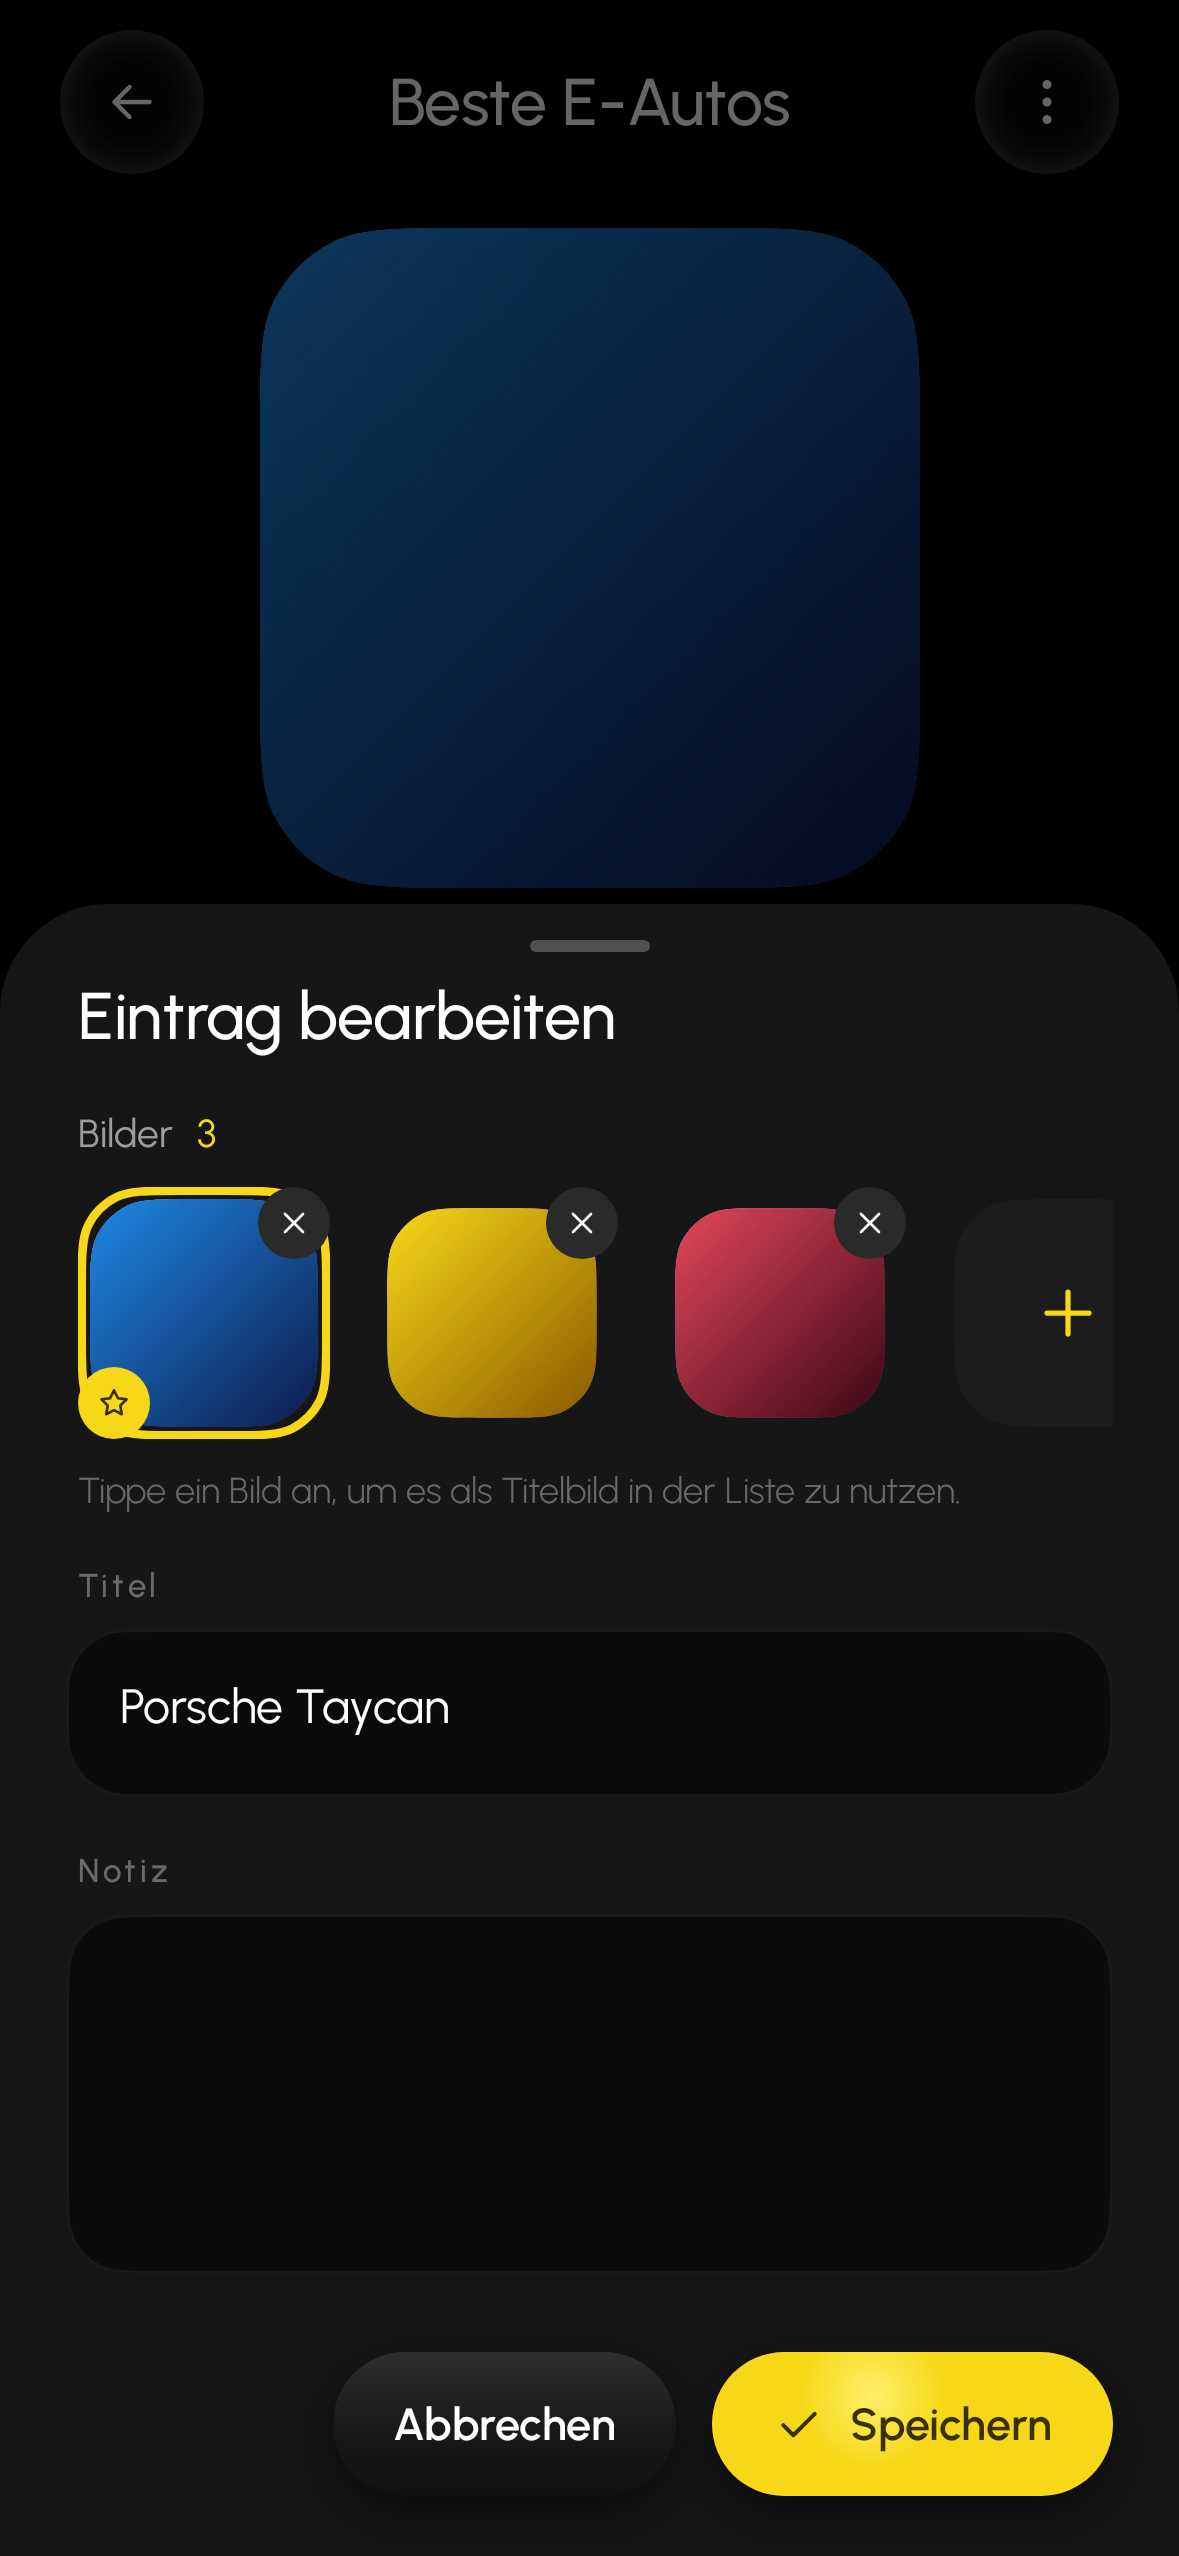 Beste E-Autos
Eintrag bearbeiten
Bilder 3
Tippe ein Bild an, um es als Titelbild in der Liste zu nutzen.
Titel
Porsche Taycan
Notiz
Abbrechen
Speichern